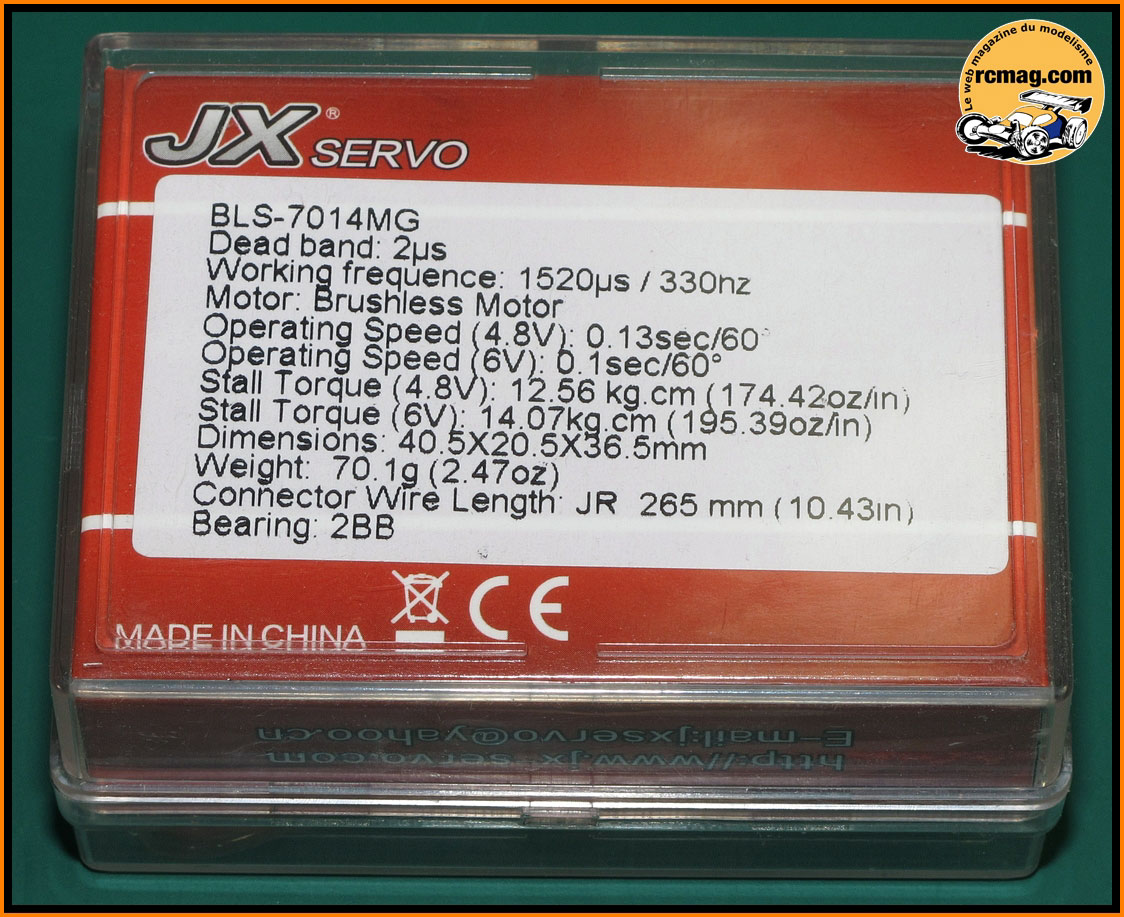 Le web magazine du modelisme
rcmag.com
JX® SERVO
BLS-7014MG
Dead band: 2µs
Working frequence: 1520µs / 330hz
Motor: Brushless Motor
Operating Speed (4.8V): 0.13sec/60°
Operating Speed (6V): 0.1sec/60°
Stall Torque (4.8V): 12.56 kg.cm (174.42oz/in)
Stall Torque (6V): 14.07kg.cm (195.39oz/in)
Dimensions: 40.5X20.5X36.5mm
Weight: 70.1g (2.47oz)
Connector Wire Length: JR 265 mm (10.43in)
Bearing: 2BB
CE
MADE IN CHINA
E-mail:jxservo@yahoo.cn
http://www.jx-servo.com